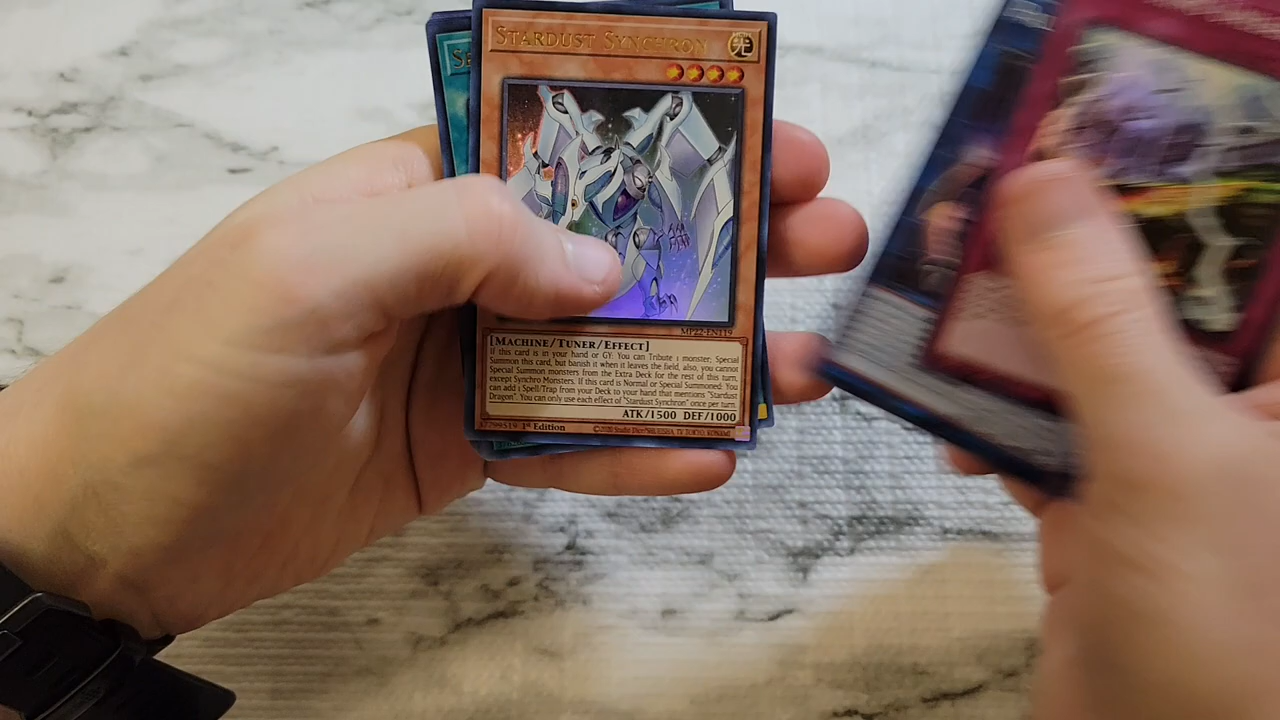 Se
Stardust Synchron
光
MP22-EN119
[Machine/Tuner/Effect]
If this card is in your hand or GY: You can Tribute 1 monster; Special
Summon this card, but banish it when it leaves the field, also, you cannot
Special Summon monsters from the Extra Deck for the rest of this turn,
except Synchro Monsters. If this card is Normal or Special Summoned: You
can add 1 Spell/Trap from your Deck to your hand that mentions "Stardust
Dragon". You can only use each effect of "Stardust Synchron" once per turn.
ATK/1500 DEF/1000
1st Edition